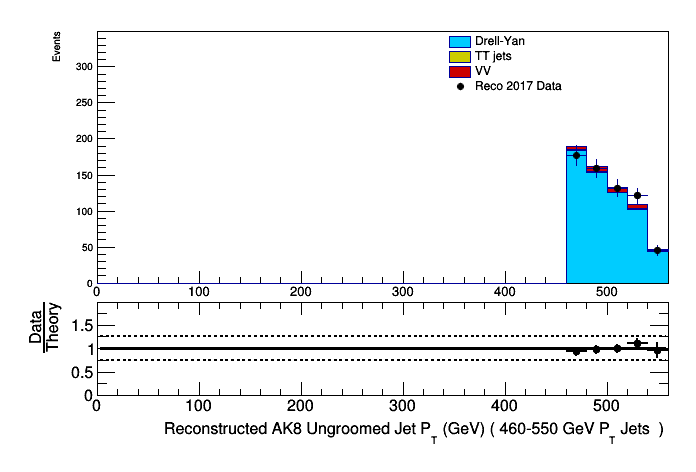 Events
Drell-Yan
TT jets
VV
Reco 2017 Data
300
250
200
150
100
50
0
0 100 200 300 400 500
Data
Theory
1.5
1
0.5
0
0 100 200 300 400 500
Reconstructed AK8 Ungroomed Jet P_T (GeV) ( 460-550 GeV P_T Jets )